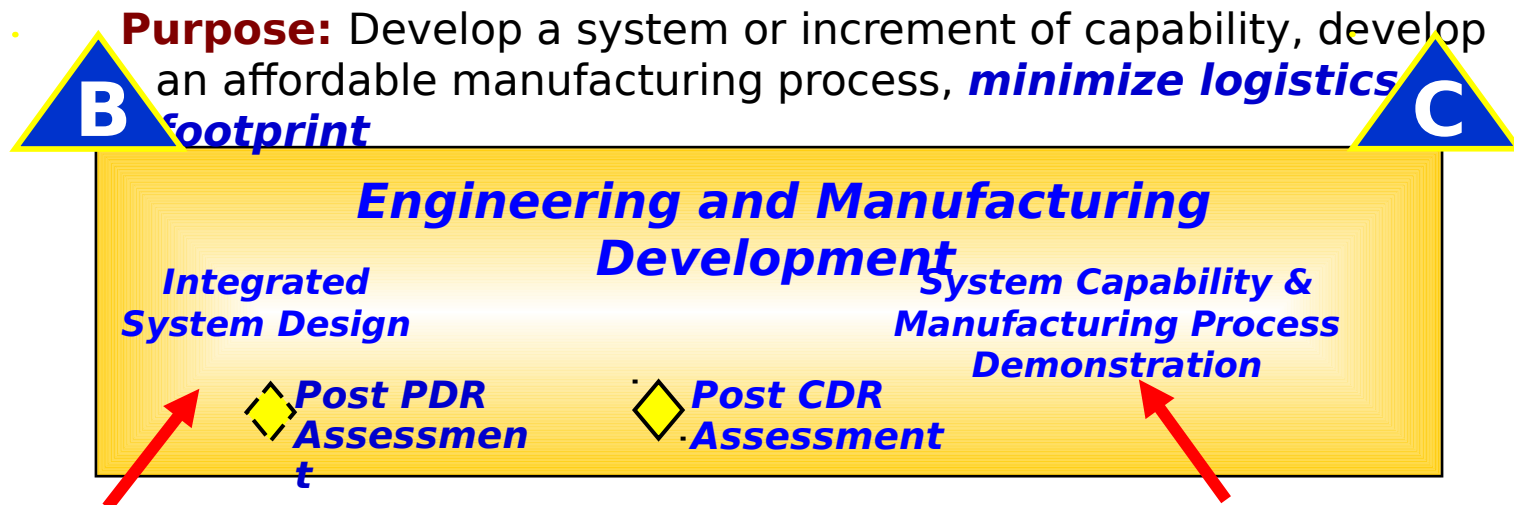 Purpose: Develop a system or increment of capability, develop
an affordable manufacturing process, minimize logistics
footprint
B
C
Engineering and Manufacturing
Development
Integrated
System Design
System Capability &
Manufacturing Process
Demonstration
Post PDR
Assessmen
t
Post CDR
Assessment